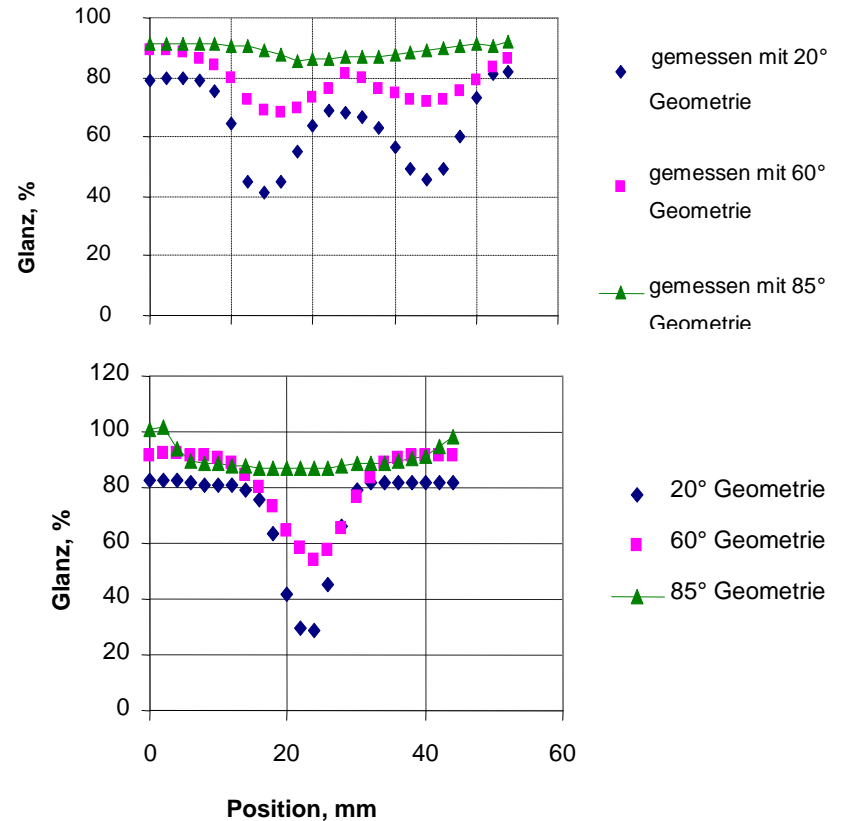 100
80
60
40
20
0
Glanz, %
gemessen mit 20°
Geometrie
gemessen mit 60°
Geometrie
gemessen mit 85°
Geometrie
120
100
80
60
40
20
0
Glanz, %
0 20 40 60
Position, mm
20° Geometrie
60° Geometrie
85° Geometrie